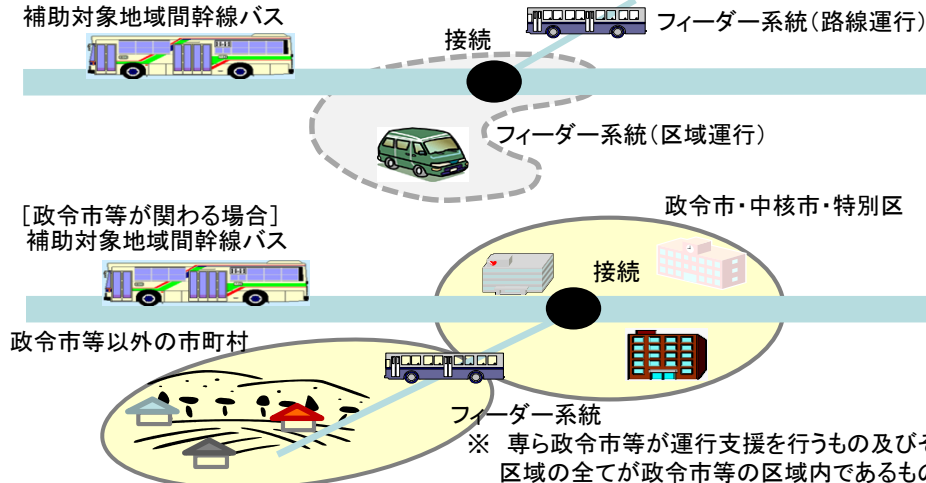 補助対象地域間幹線バス
フィーダー系統（路線運行）
接続
フィーダー系統（区域運行）
［政令市等が関わる場合］
補助対象地域間幹線バス
政令市・中核市・特別区
接続
政令市等以外の市町村
フィーダー系統
※ 専ら政令市等が運行支援を行うもの及びそ
区域の全てが政令市等の区域内であるもの